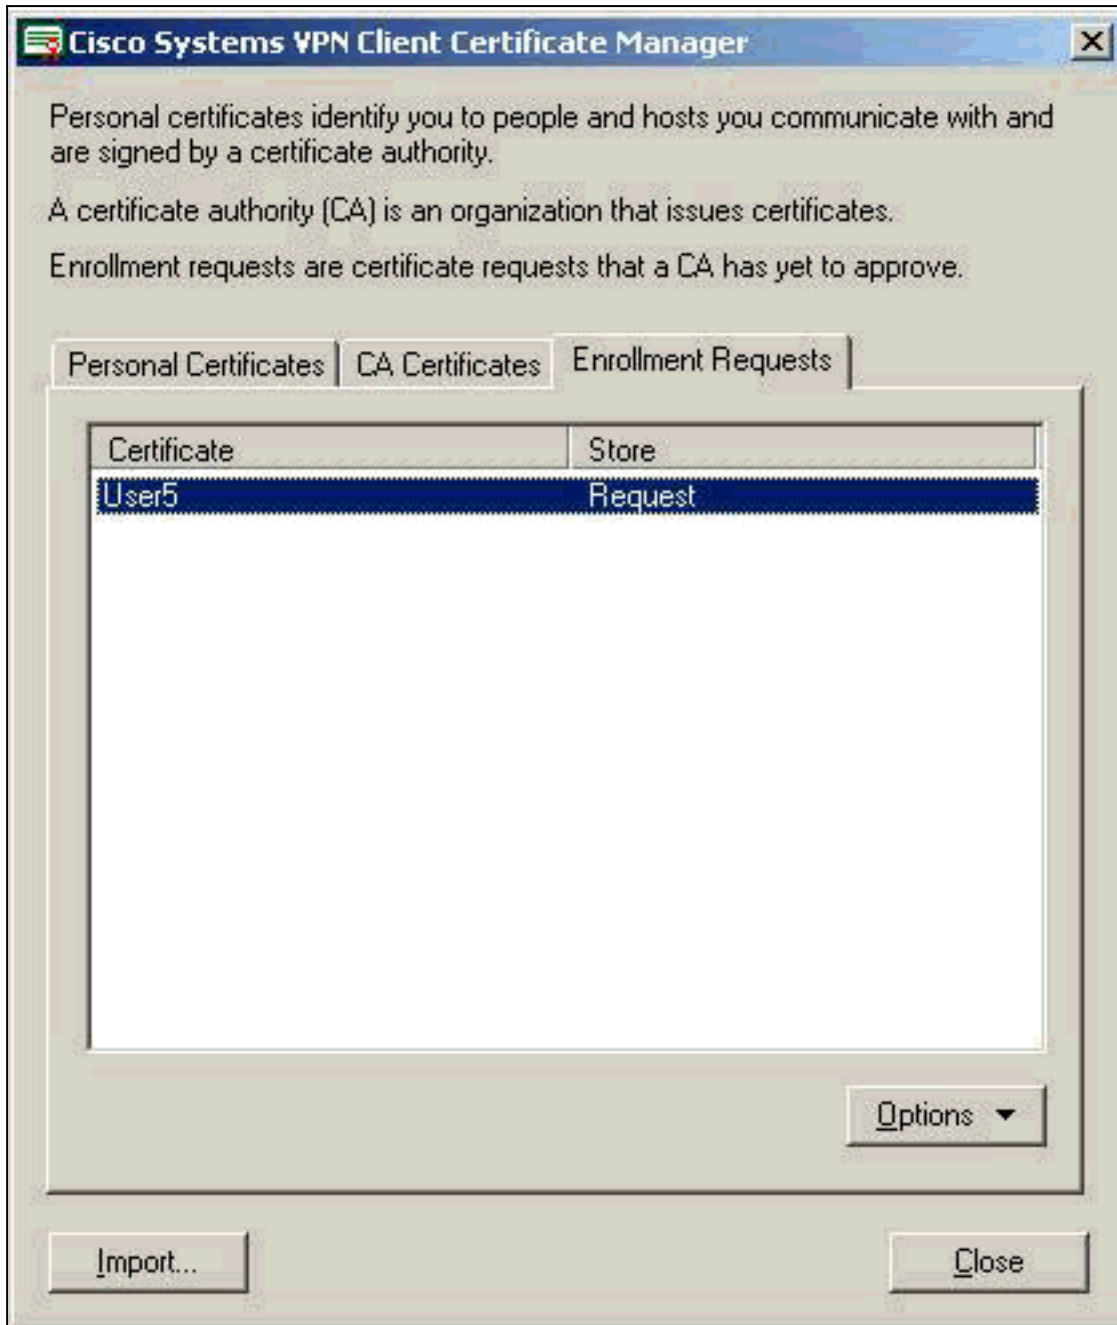 Cisco Systems VPN Client Certificate Manager
Personal certificates identify you to people and hosts you communicate with and
are signed by a certificate authority.
A certificate authority (CA) is an organization that issues certificates.
Enrollment requests are certificate requests that a CA has yet to approve.
Personal Certificates CA Certificates Enrollment Requests
Certificate Store
User5 Request
Options
Import... Close